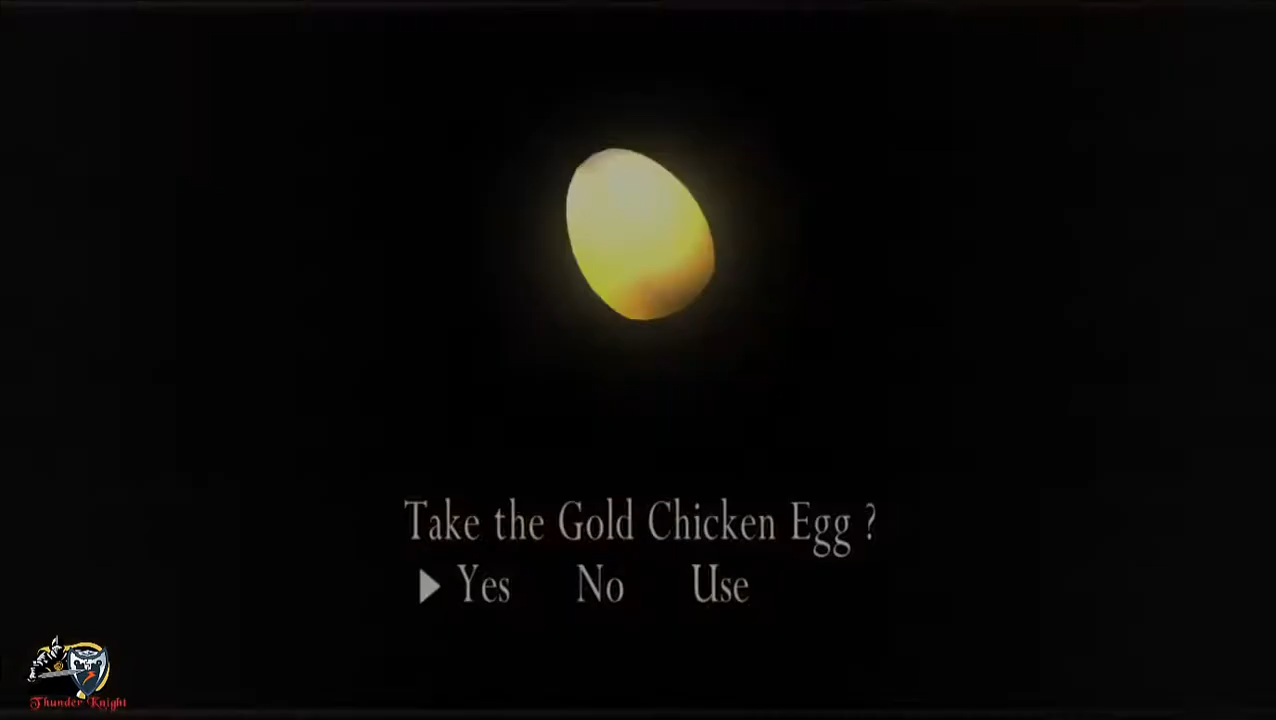 Take the Gold Chicken Egg ?
Yes No Use
Thunder Knight